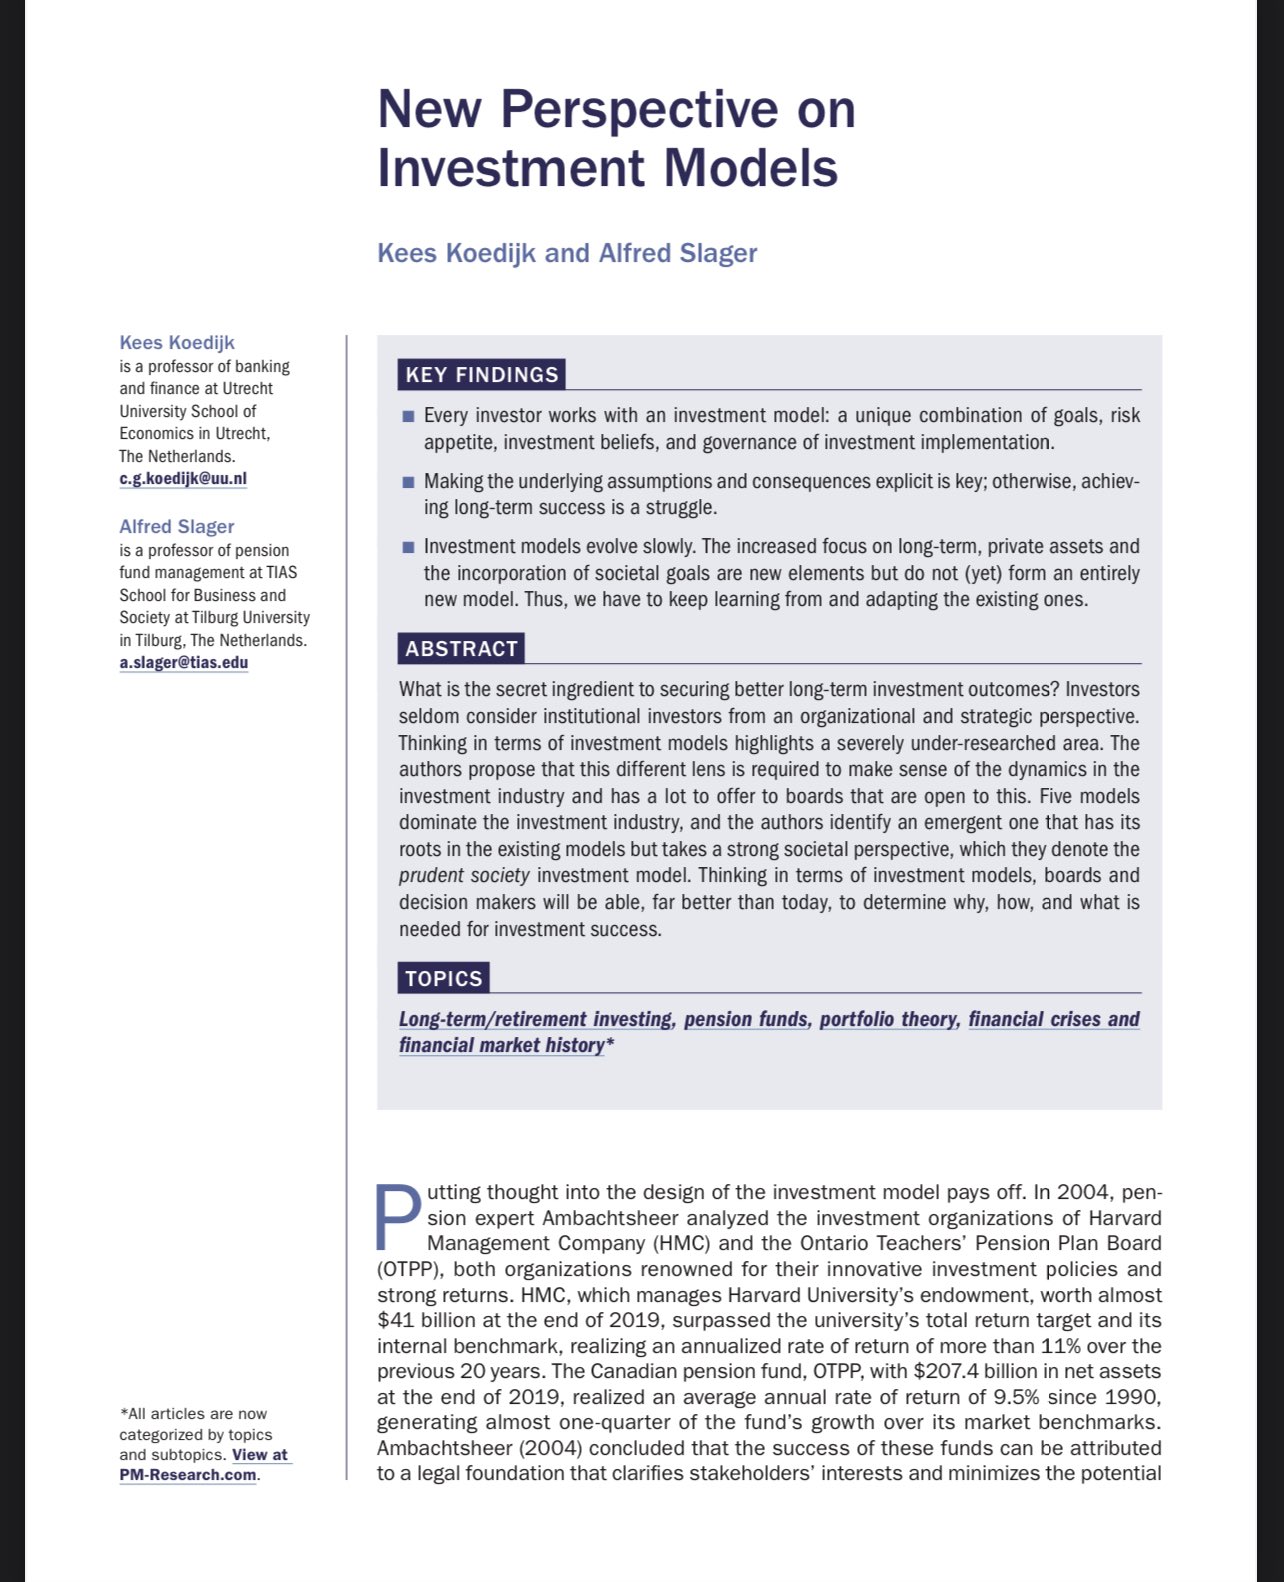 New Perspective on
Investment Models
Kees Koedijk and Alfred Slager
Kees Koedijk
is a professor of banking
and finance at Utrecht
University School of
Economics in Utrecht,
The Netherlands.
c.g.koedijk@uu.nl
Alfred Slager
is a professor of pension
fund management at TIAS
School for Business and
Society at Tilburg University
in Tilburg, The Netherlands.
a.slager@tias.edu
KEY FINDINGS
■ Every investor works with an investment model: a unique combination of goals, risk
appetite, investment beliefs, and governance of investment implementation.
■ Making the underlying assumptions and consequences explicit is key; otherwise, achiev-
ing long-term success is a struggle.
■ Investment models evolve slowly. The increased focus on long-term, private assets and
the incorporation of societal goals are new elements but do not (yet) form an entirely
new model. Thus, we have to keep learning from and adapting the existing ones.
ABSTRACT
What is the secret ingredient to securing better long-term investment outcomes? Investors
seldom consider institutional investors from an organizational and strategic perspective.
Thinking in terms of investment models highlights a severely under-researched area. The
authors propose that this different lens is required to make sense of the dynamics in the
investment industry and has a lot to offer to boards that are open to this. Five models
dominate the investment industry, and the authors identify an emergent one that has its
roots in the existing models but takes a strong societal perspective, which they denote the
prudent society investment model. Thinking in terms of investment models, boards and
decision makers will be able, far better than today, to determine why, how, and what is
needed for investment success.
TOPICS
Long-term/retirement investing, pension funds, portfolio theory, financial crises and
financial market history*
Putting thought into the design of the investment model pays off. In 2004, pen-
sion expert Ambachtsheer analyzed the investment organizations of Harvard
Management Company (HMC) and the Ontario Teachers' Pension Plan Board
(OTPP), both organizations renowned for their innovative investment policies and
strong returns. HMC, which manages Harvard University's endowment, worth almost
$41 billion at the end of 2019, surpassed the university's total return target and its
internal benchmark, realizing an annualized rate of return of more than 11% over the
previous 20 years. The Canadian pension fund, OTPP, with $207.4 billion in net assets
at the end of 2019, realized an average annual rate of return of 9.5% since 1990,
generating almost one-quarter of the fund's growth over its market benchmarks.
Ambachtsheer (2004) concluded that the success of these funds can be attributed
to a legal foundation that clarifies stakeholders' interests and minimizes the potential
*All articles are now
categorized by topics
and subtopics. View at
PM-Research.com.